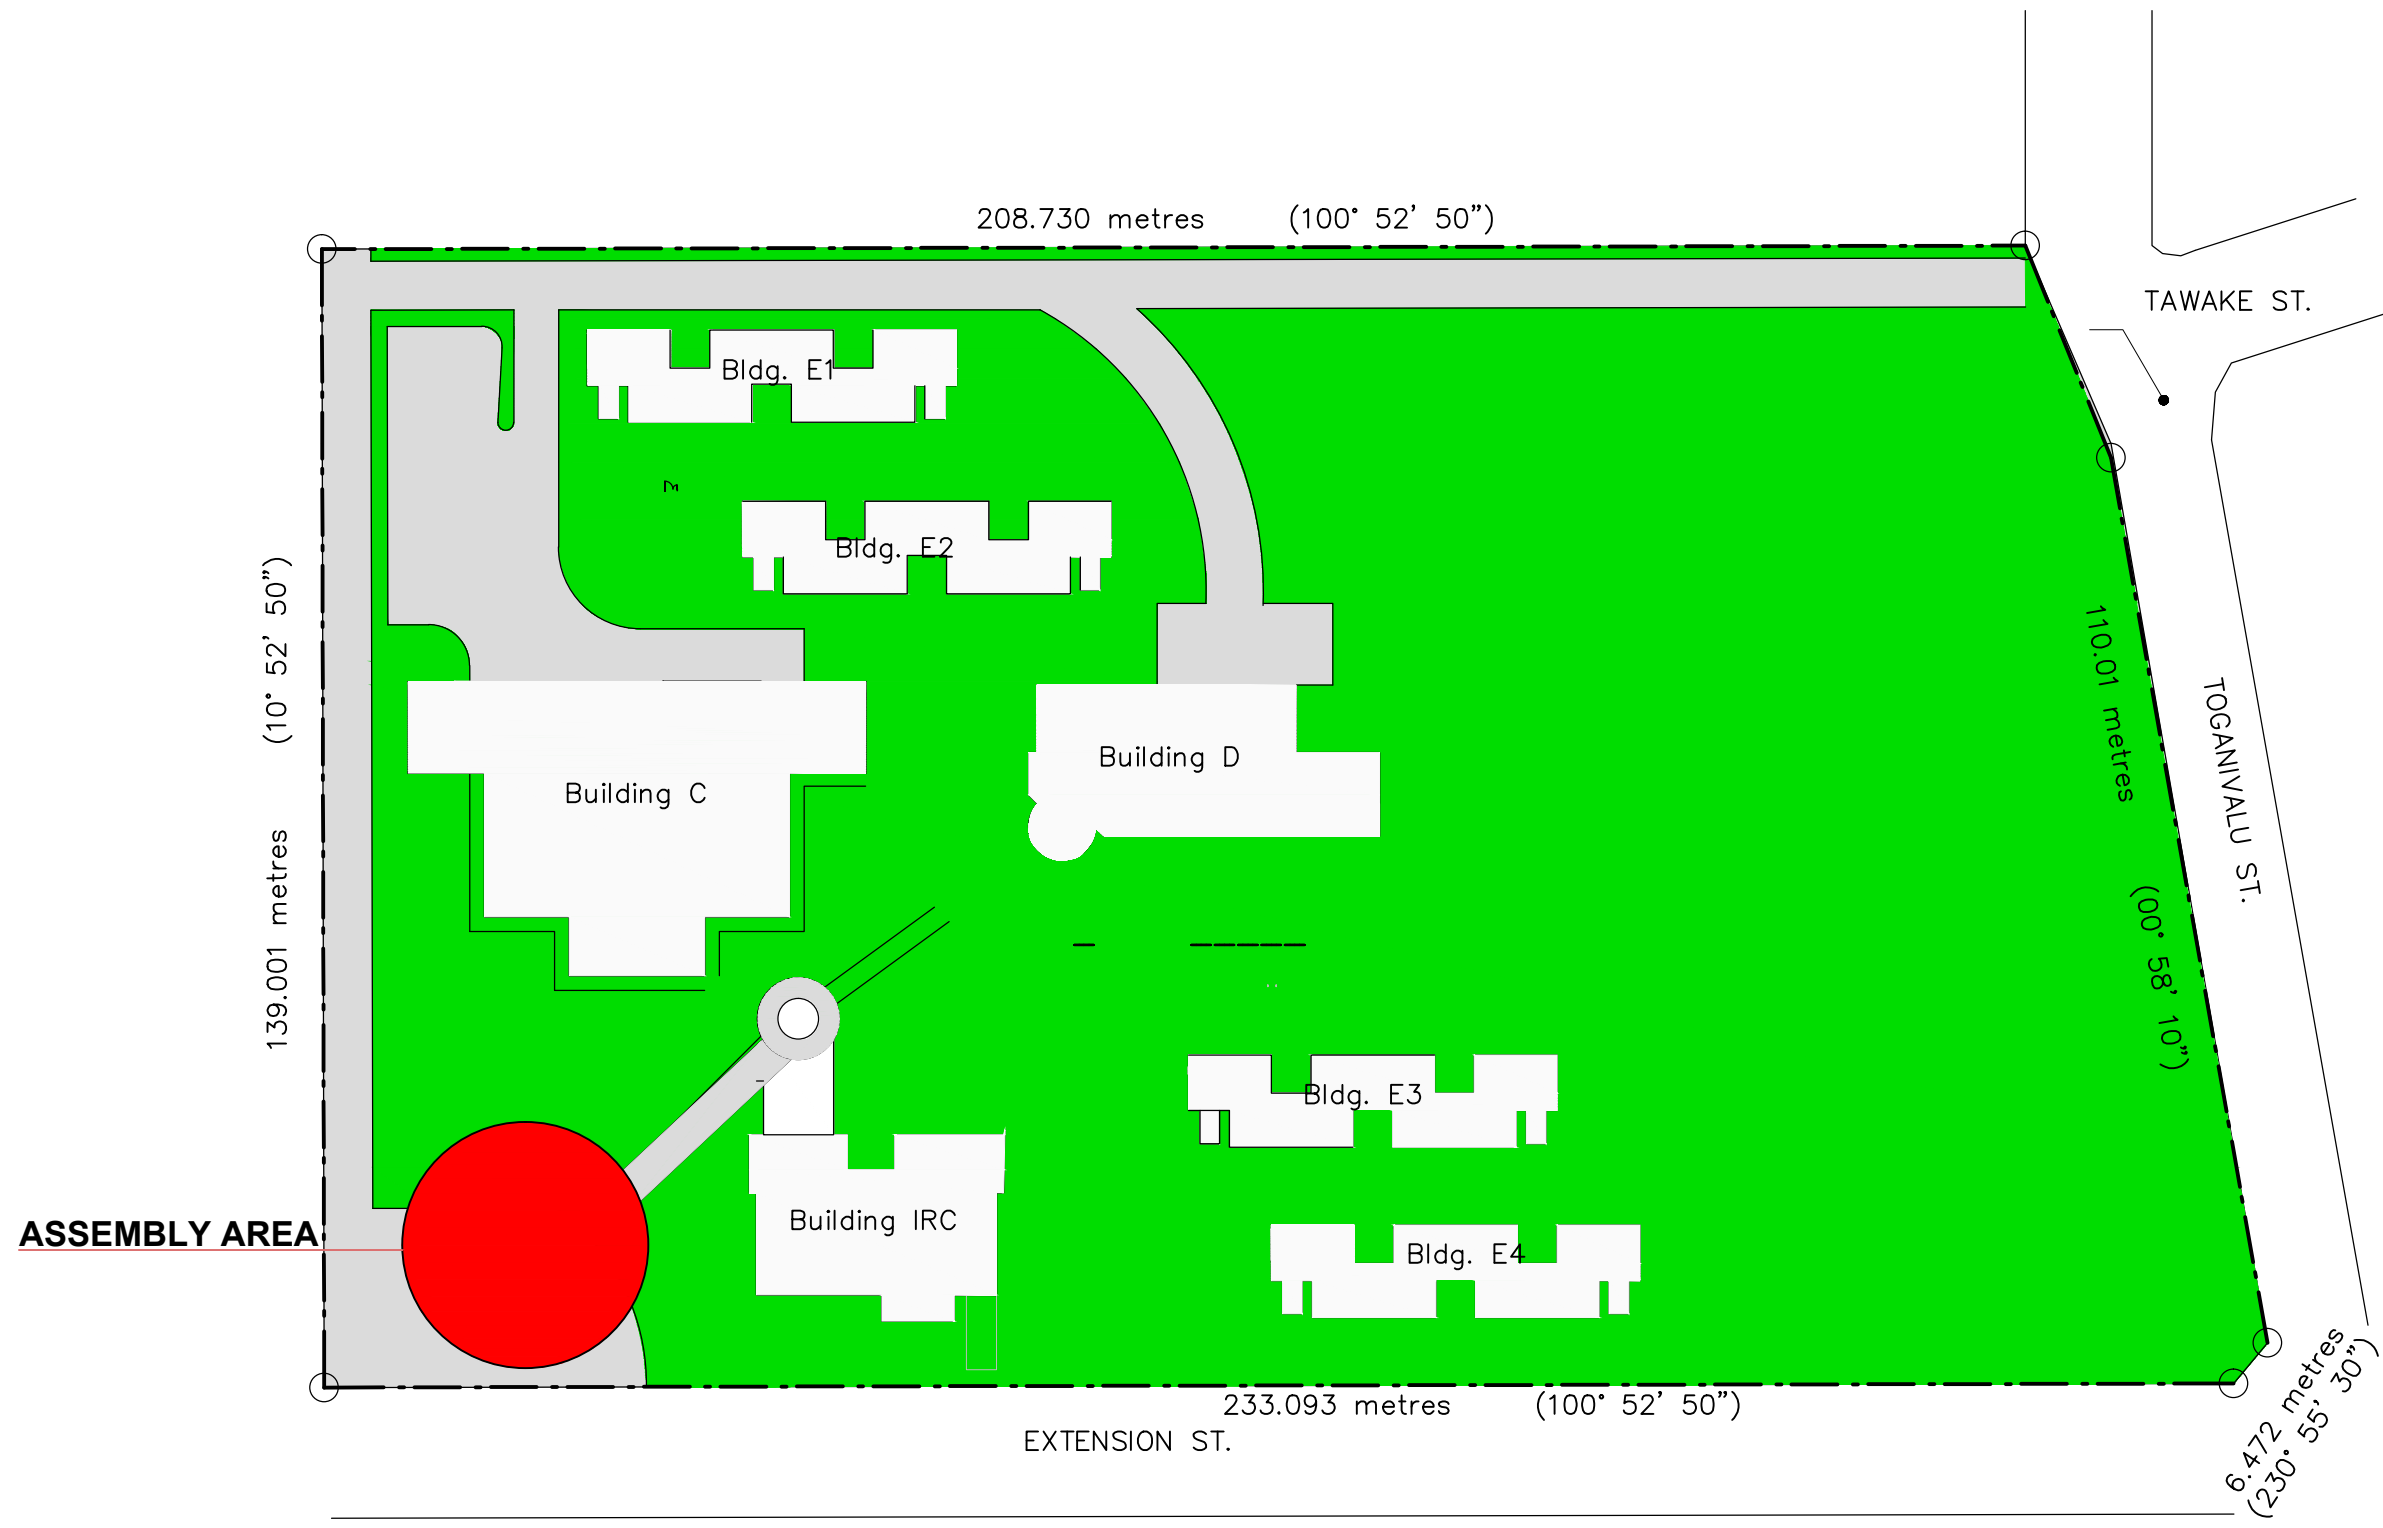 208.730 metres (100° 52' 50")
TAWAKE ST.
Bldg. E1
Bldg. E2
(10° 52' 50")
139.001 metres
110.01 metres
(00° 58' 10")
TOGANIVALU ST.
Building D
Building C
Bldg. E3
Building IRC
Bldg. E4
ASSEMBLY AREA
233.093 metres (100° 52' 50")
6.472 metres
(230° 55' 30")
EXTENSION ST.